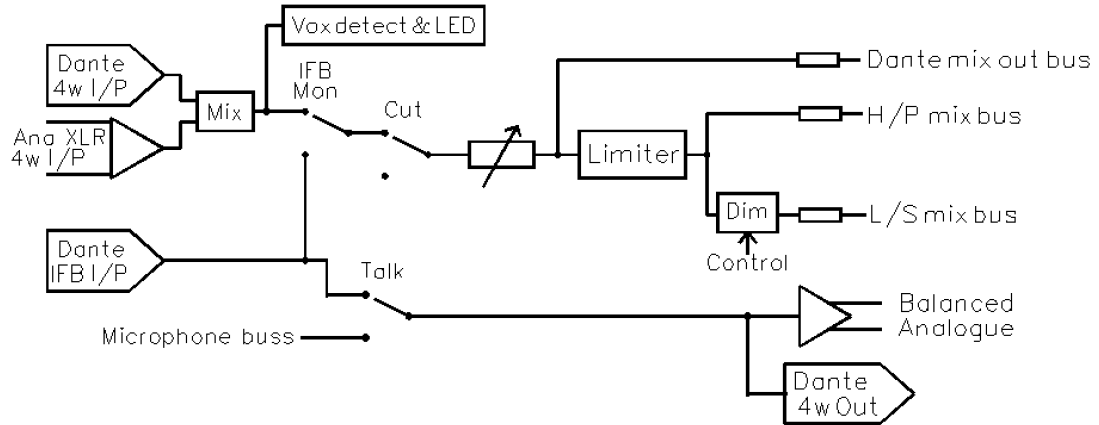 Vox detect & LED
Dante
4w I/P
IFB
Mon
Mix
Cut
Ana XLR
4w I/P
Dante mix out bus
H/P mix bus
Limiter
Dim
L/S mix bus
Control
Dante
IFB I/P
Talk
Microphone buss
Balanced
Analogue
Dante
4w Out